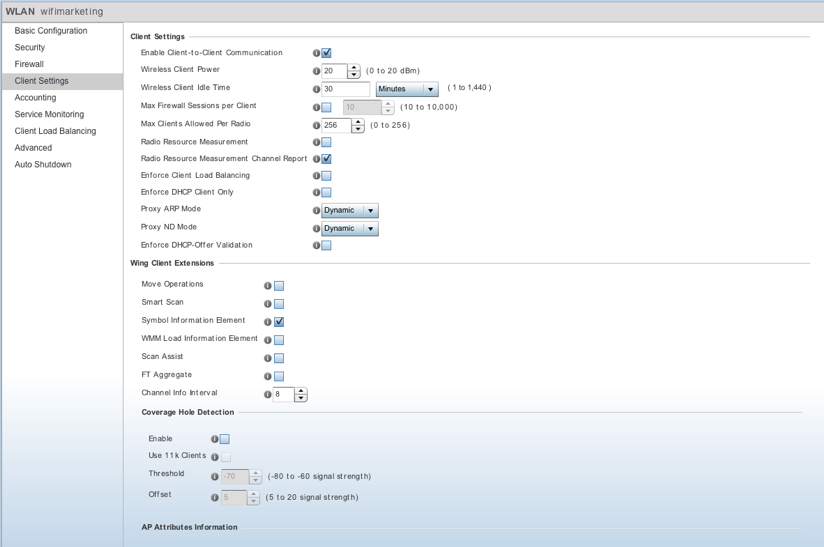 WLAN wifimarketing
Basic Configuration
Security
Firewall
Client Settings
Accounting
Service Monitoring
Client Load Balancing
Advanced
Auto Shutdown
Client Settings
Enable Client-to-Client Communication
Wireless Client Power 20 (0 to 20 dBm)
Wireless Client Idle Time 30 Minutes (1 to 1,440 )
Max Firewall Sessions per Client 10 (10 to 10,000)
Max Clients Allowed Per Radio 256 (0 to 256)
Radio Resource Measurement
Radio Resource Measurement Channel Report
Enforce Client Load Balancing
Enforce DHCP Client Only
Proxy ARP Mode Dynamic
Proxy ND Mode Dynamic
Enforce DHCP-Offer Validation
Wing Client Extensions
Move Operations
Smart Scan
Symbol Information Element
WMM Load Information Element
Scan Assist
FT Aggregate
Channel Info Interval 8
Coverage Hole Detection
Enable
Use 11k Clients
Threshold -70 (-80 to -60 signal strength)
Offset 5 (5 to 20 signal strength)
AP Attributes Information